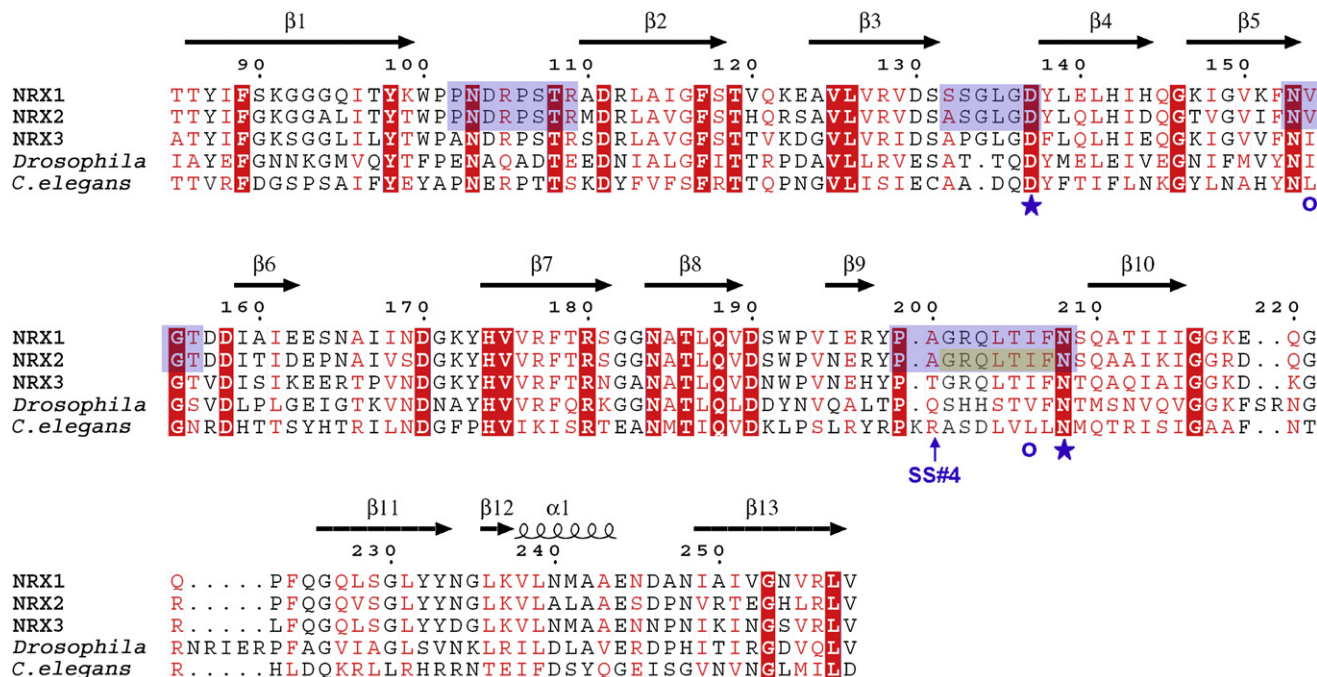 β1 β2 β3 β4 β5
90 100 110 120 130 140 150
NRX1 TTYIFSKGGGQITYKWPPNDRPSTRADRLAIGFSTVQKEAVLVRVDSSSGLGDYLELHIHQGKIGVKFNV
NRX2 TTYIFGKGGALITYTWPPNDRPSTRMDRLAVGFSTHQRSAVLVRVDSASGLGDYLQLHIDQGTVGVIFNV
NRX3 ATYIFGKSGGLILYTWPANDRPSTRSDRLAVGFSTTVKDGVLVRIDSAPGLGDFLQLHIEQGKIGVVFNI
Drosophila IAYEFGNNKGMVQYTFPENAQADTEEDNIALGFITTRPDAVLLRVESAT.TQDYMELEIVEGNIFMVYNI
C.elegans TTVRFDGSPSAIFYEYAPNERPTTSKDYFVFSFRTTQPNGVLISIECAA.DQDYFTIFLNKGYLNAHYNL
★ o
β6 β7 β8 β9 β10
160 170 180 190 200 210 220
NRX1 GTDDIAIEESNAIINDGKYHVVRFTRSGGNATLQVDSWPVIERYP.AGRQLTIFNSQATIIIGGKE..QG
NRX2 GTDDITIDEPNAIVSDGKYHVVRFTRSGGNATLQVDSWPVNERYP.AGRQLTIFNSQAAIKIGGRD..QG
NRX3 GTVDISIKEERTPVNDGKYHVVRFTRNGANATLQVDNWPVNEHYP.TGRQLTIFNTQAQIAIGGKD..KG
Drosophila GSVDLPLGEIGTKVNDNAYHVVRFQRKGGNATLQLDDYNVQALTP.QSHHSTVFNTMSNVQVGGKFSRNG
C.elegans GNRDHTTTSYHTRILNDGFPHVIKISRTEANMTIQVDKLPSLRYRPKRASDLVLLNMQTRISIGAAF..NT
SS#4 o ★
β11 β12 α1 β13
230 240 250
NRX1 Q.....PFQGQLSGLYYNGLKVLNMAAENDANIAIVGNVRLV
NRX2 R.....PFQGQVSGLYYNGLKVLALAAESDPNVRTEGHLRLV
NRX3 R.....LFQGQLSGLYYDGLKVLNMAAENNPNIKINGSVRLV
Drosophila RNRIERPFAGVIAGLSVNKLRILDLAVERDPHITIRGDVQLV
C.elegans R.....HLDQKRLLRHRRNTEIFDSYQGEISGVNVNGLMILD